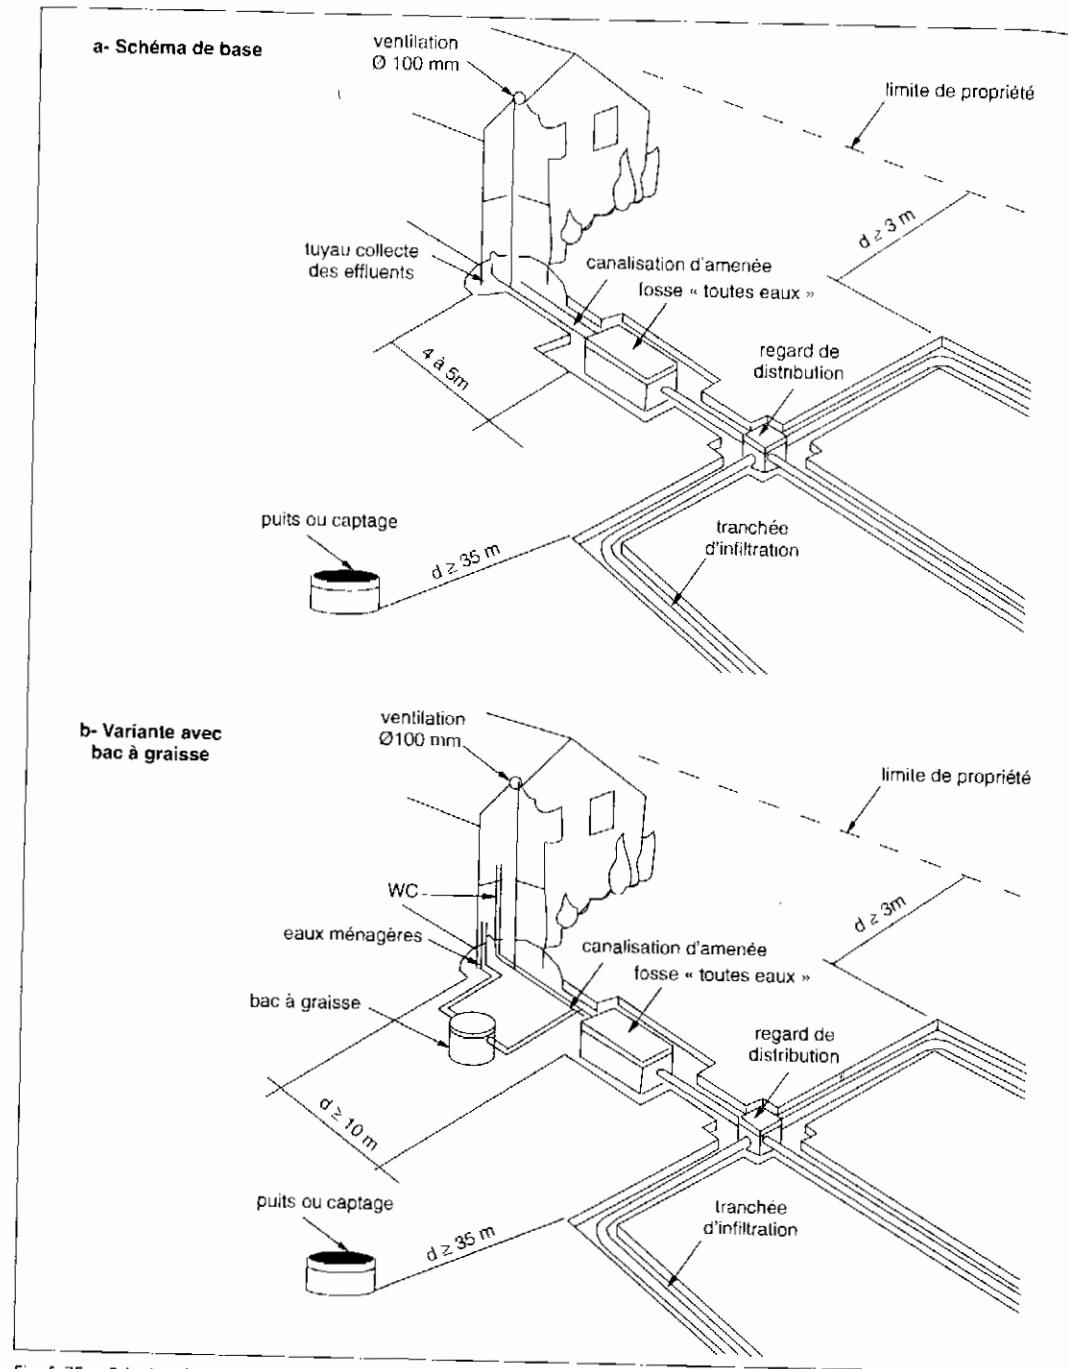 a- Schéma de base
ventilation
Ø 100 mm
limite de propriété
d ≥ 3 m
tuyau collecte
des effluents
canalisation d'amenée
fosse « toutes eaux »
4 à 5m
regard de
distribution
puits ou captage
d ≥ 35 m
tranchée
d'infiltration
b- Variante avec
bac à graisse
ventilation
Ø100 mm
limite de propriété
WC
d ≥ 3m
eaux ménagères
canalisation d'amenée
fosse « toutes eaux »
bac à graisse
regard de
distribution
d ≥ 10 m
puits ou captage
d ≥ 35 m
tranchée
d'infiltration